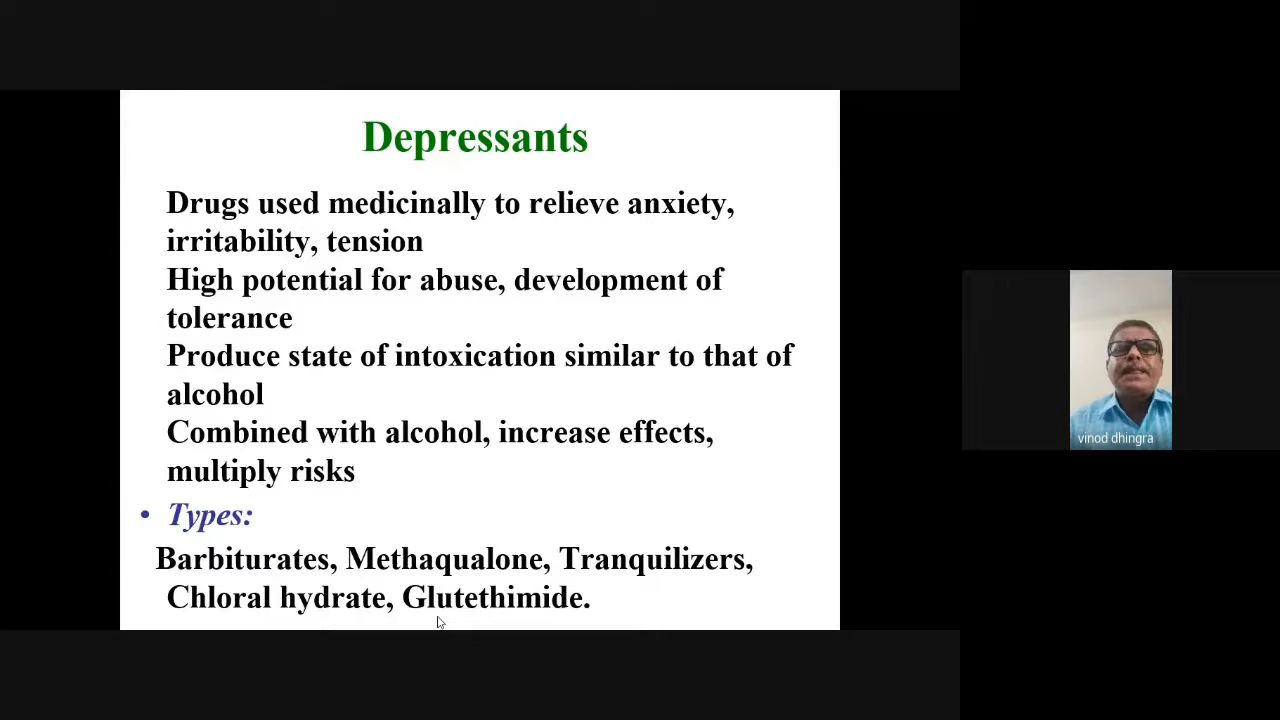 Depressants
Drugs used medicinally to relieve anxiety,
irritability, tension
High potential for abuse, development of
tolerance
Produce state of intoxication similar to that of
alcohol
Combined with alcohol, increase effects,
multiply risks
• Types:
Barbiturates, Methaqualone, Tranquilizers,
Chloral hydrate, Glutethimide.
vinod dhingra